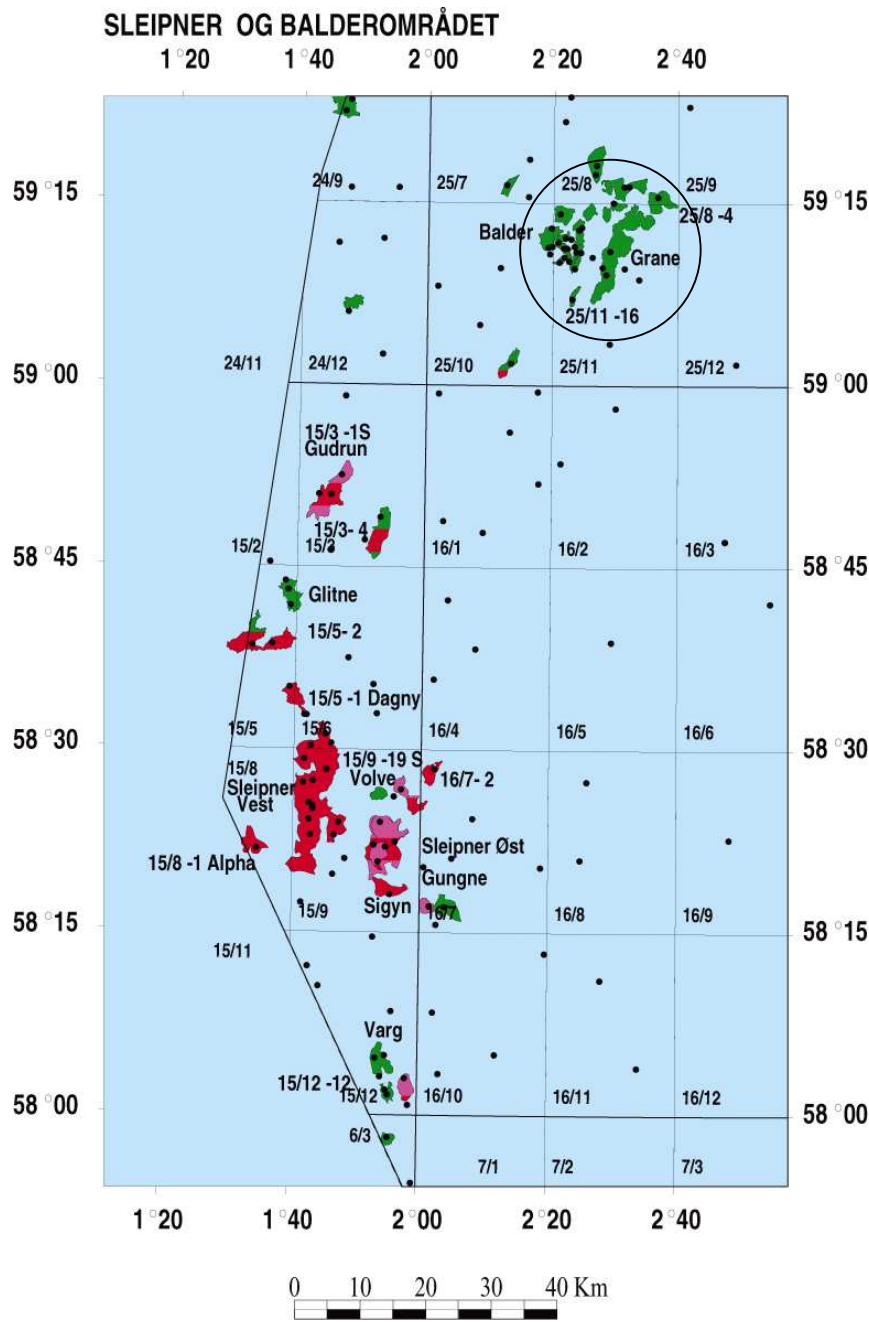 SLEIPNER OG BALDEROMRÅDET
1°20 1°40 2°00 2°20 2°40
24/9 25/7 25/8 25/9
59°15 59°15
25/8 -4
Balder
Grane
25/11 -16
24/11 24/12 25/10 25/11 25/12
59°00 59°00
15/3 -1S
Gudrun
15/3- 4
15/2 15/3 16/1 16/2 16/3
58°45 58°45
Glitne
15/5- 2
15/5 -1 Dagny
15/5 15/6 16/4 16/5 16/6
58°30 58°30
15/8 15/9 -19 S
Volve 16/7- 2
Sleipner
Vest
Sleipner Øst
15/8 -1 Alpha Gungne
Sigyn
15/9 16/7 16/8 16/9
58°15 58°15
15/11
Varg
15/12 -12
15/12 16/10 16/11 16/12
58°00 58°00
6/3
7/1 7/2 7/3
1°20 1°40 2°00 2°20 2°40
0 10 20 30 40 Km